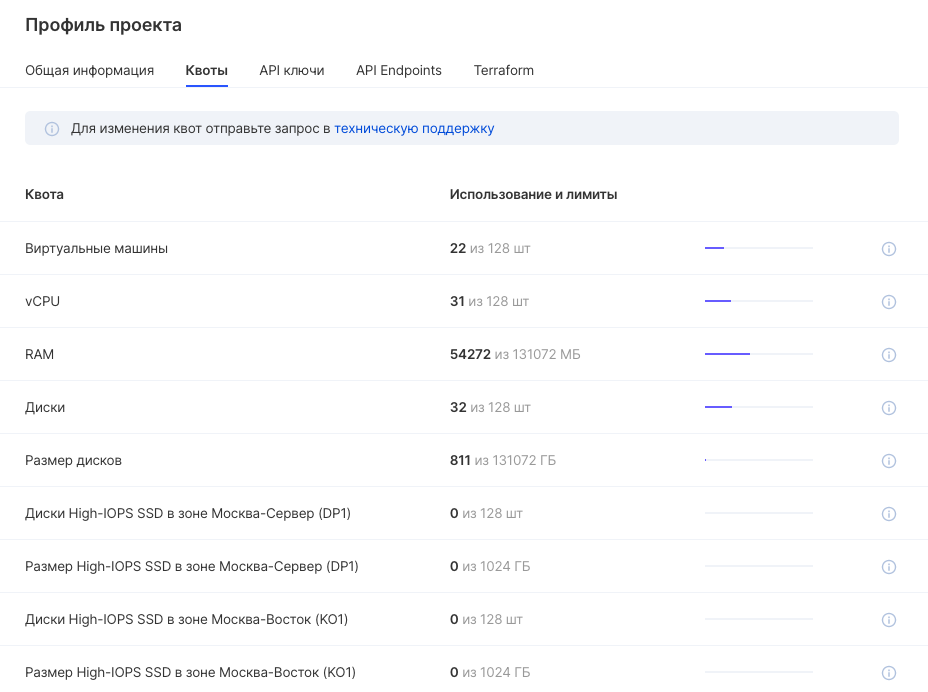 Профиль проекта
Общая информация Квоты API ключи API Endpoints Terraform
Для изменения квот отправьте запрос в техническую поддержку
Квота Использование и лимиты
Виртуальные машины 22 из 128 шт
vCPU 31 из 128 шт
RAM 54272 из 131072 МБ
Диски 32 из 128 шт
Размер дисков 811 из 131072 ГБ
Диски High-IOPS SSD в зоне Москва-Сервер (DP1) 0 из 128 шт
Размер High-IOPS SSD в зоне Москва-Сервер (DP1) 0 из 1024 ГБ
Диски High-IOPS SSD в зоне Москва-Восток (KO1) 0 из 128 шт
Размер High-IOPS SSD в зоне Москва-Восток (KO1) 0 из 1024 ГБ